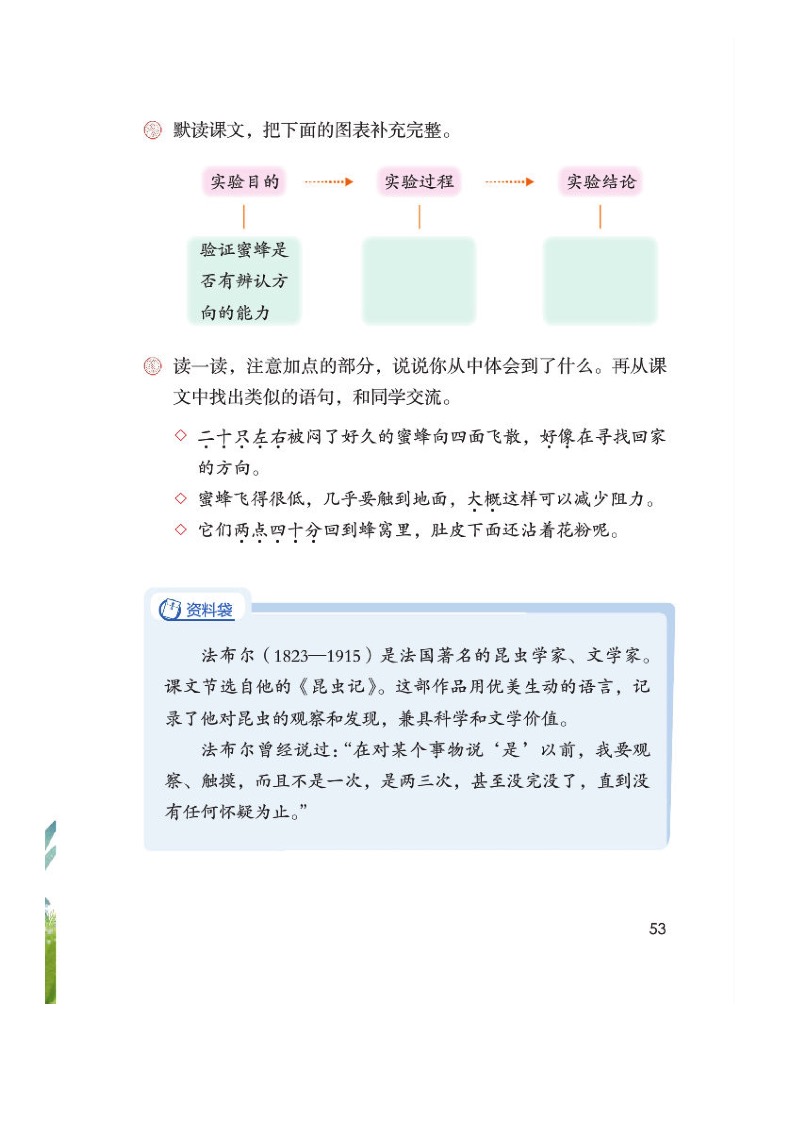 默读课文，把下面的图表补充完整。
实验目的 实验过程 实验结论
验证蜜蜂是
否有辨认方
向的能力
读一读，注意加点的部分，说说你从中体会到了什么。再从课
文中找出类似的语句，和同学交流。
◇ 二十只左右被闷了好久的蜜蜂向四面飞散，好像在寻找回家
的方向。
◇ 蜜蜂飞得很低，几乎要触到地面，大概这样可以减少阻力。
◇ 它们两点四十分回到蜂窝里，肚皮下面还沾着花粉呢。
资料袋
法布尔（1823—1915）是法国著名的昆虫学家、文学家。
课文节选自他的《昆虫记》。这部作品用优美生动的语言，记
录了他对昆虫的观察和发现，兼具科学和文学价值。
法布尔曾经说过：“在对某个事物说‘是’以前，我要观
察、触摸，而且不是一次，是两三次，甚至没完没了，直到没
有任何怀疑为止。”
53